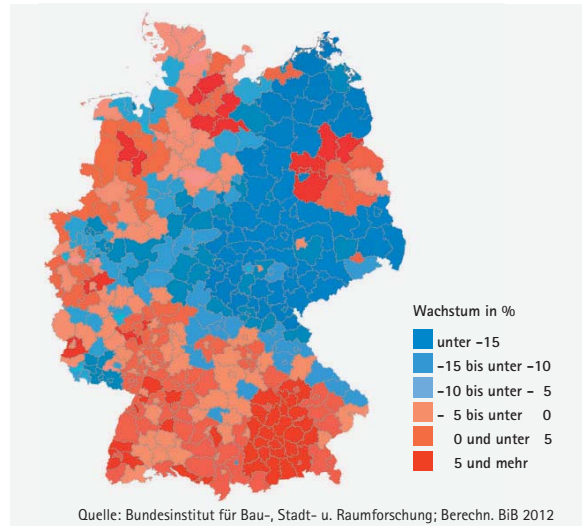 Wachstum in %
unter -15
-15 bis unter -10
-10 bis unter - 5
- 5 bis unter 0
0 und unter 5
5 und mehr
Quelle: Bundesinstitut für Bau-, Stadt- u. Raumforschung; Berechn. BiB 2012